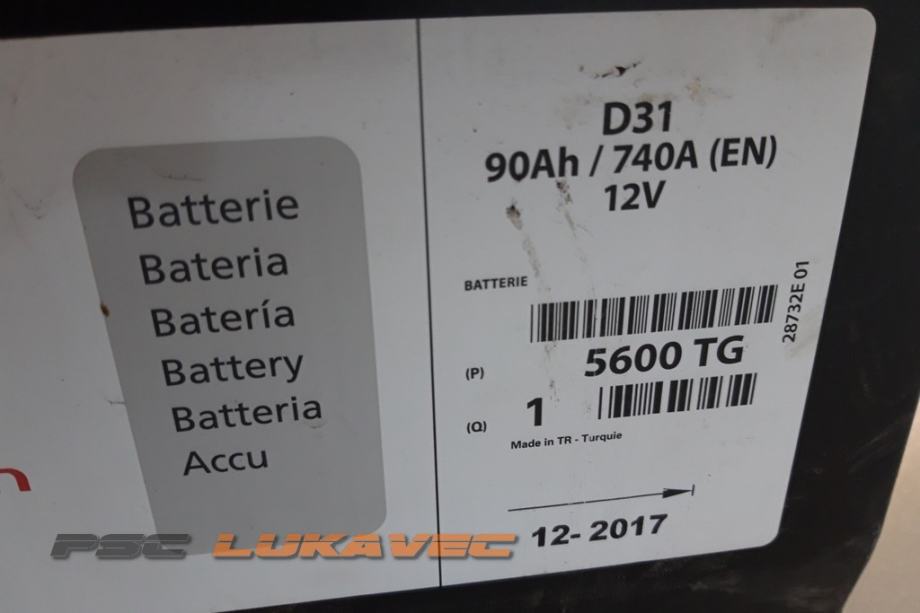 Batterie
Bateria
Batería
Battery
Batteria
Accu
D31
90Ah / 740A (EN)
12V
BATTERIE
28732E 01
(P)
5600 TG
(Q)
1
Made in TR - Turquie
12- 2017
PSC LUKAVEC